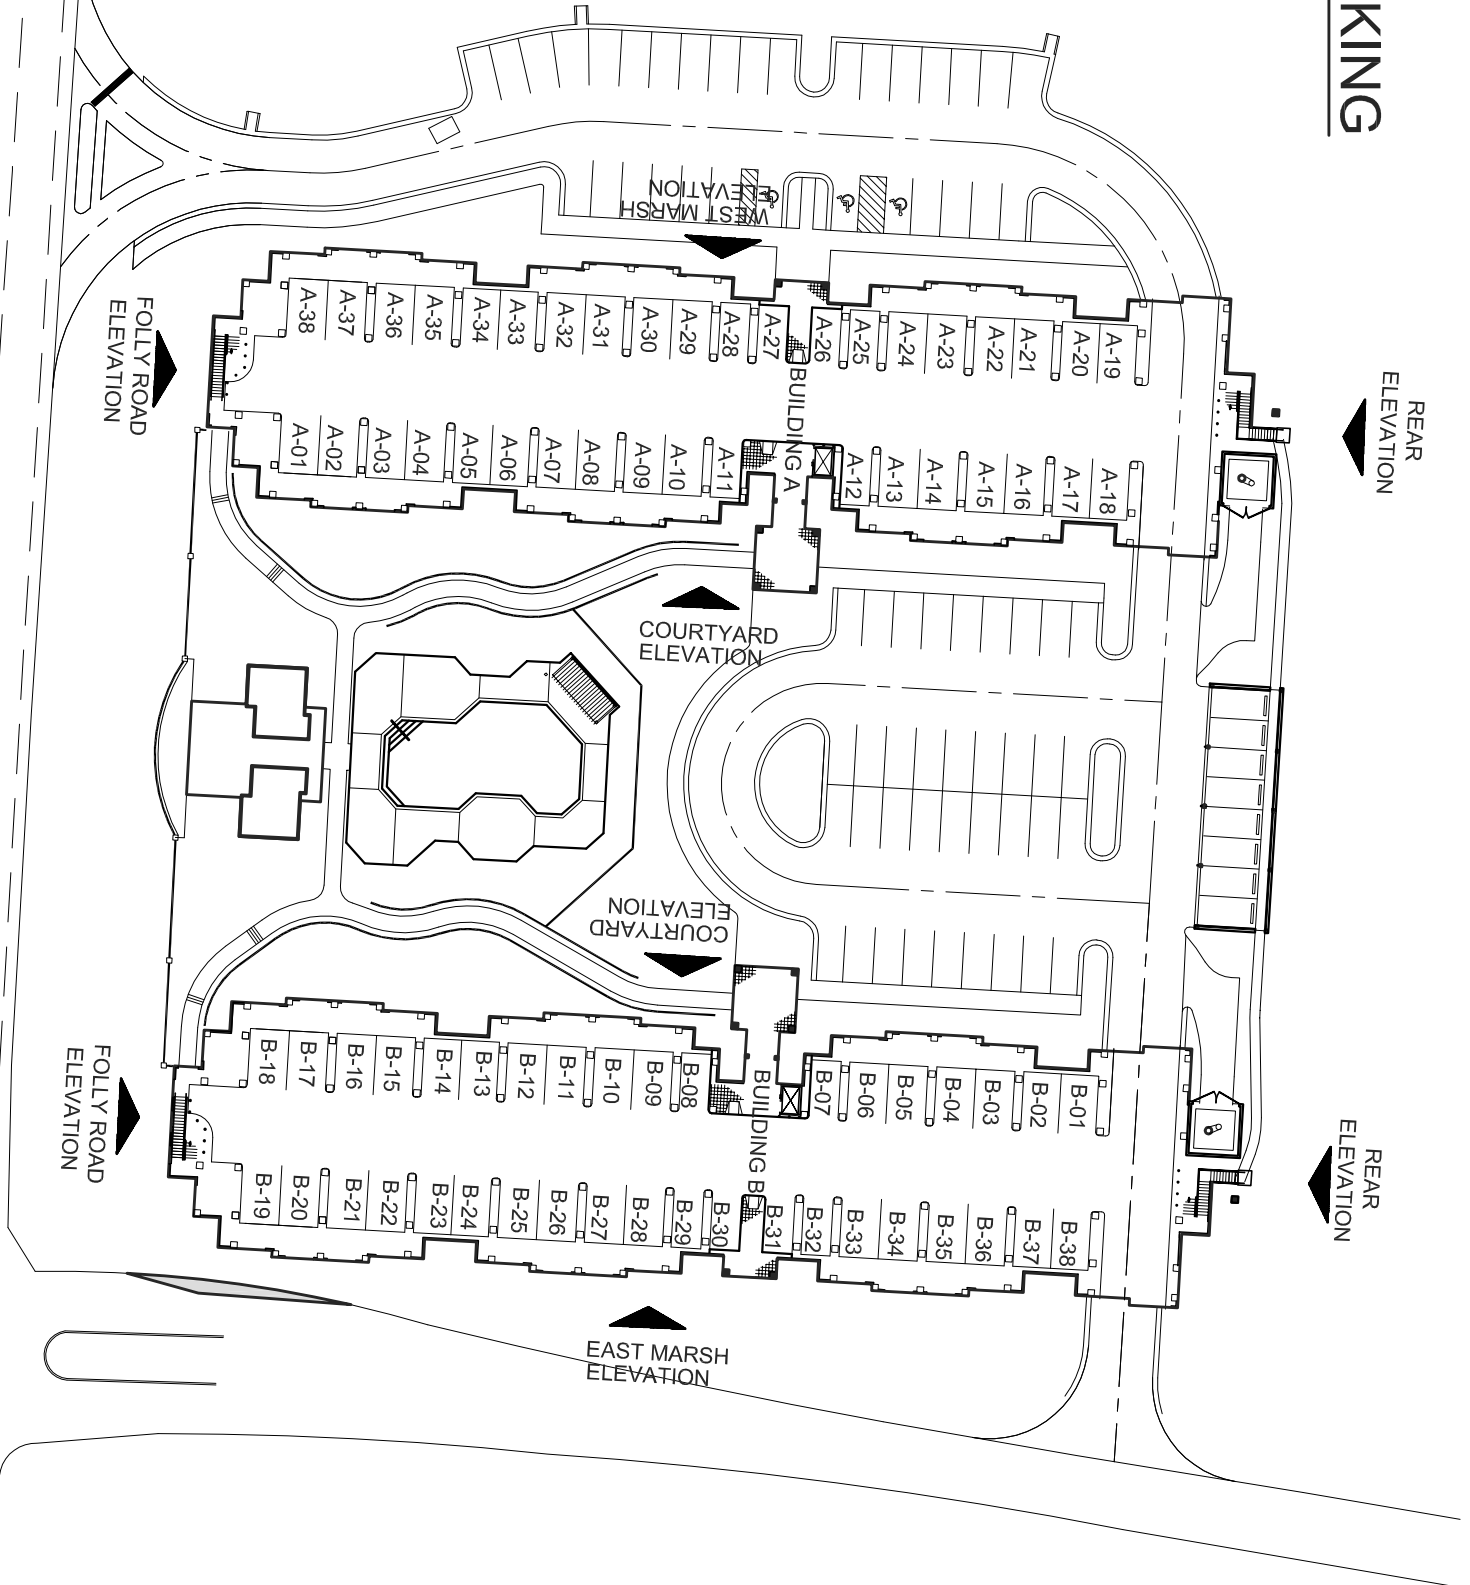 KING
WEST MARSH
ELEVATION
FOLLY ROAD
ELEVATION
REAR
ELEVATION
A-38
A-37
A-36
A-35
A-34
A-33
A-32
A-31
A-30
A-29
A-28
A-27
A-26
A-25
A-24
A-23
A-22
A-21
A-20
A-19
BUILDING A
A-01
A-02
A-03
A-04
A-05
A-06
A-07
A-08
A-09
A-10
A-11
A-12
A-13
A-14
A-15
A-16
A-17
A-18
COURTYARD
ELEVATION
COURTYARD
ELEVATION
FOLLY ROAD
ELEVATION
REAR
ELEVATION
B-18
B-17
B-16
B-15
B-14
B-13
B-12
B-11
B-10
B-09
B-08
B-07
B-06
B-05
B-04
B-03
B-02
B-01
BUILDING B
B-19
B-20
B-21
B-22
B-23
B-24
B-25
B-26
B-27
B-28
B-29
B-30
B-31
B-32
B-33
B-34
B-35
B-36
B-37
B-38
EAST MARSH
ELEVATION